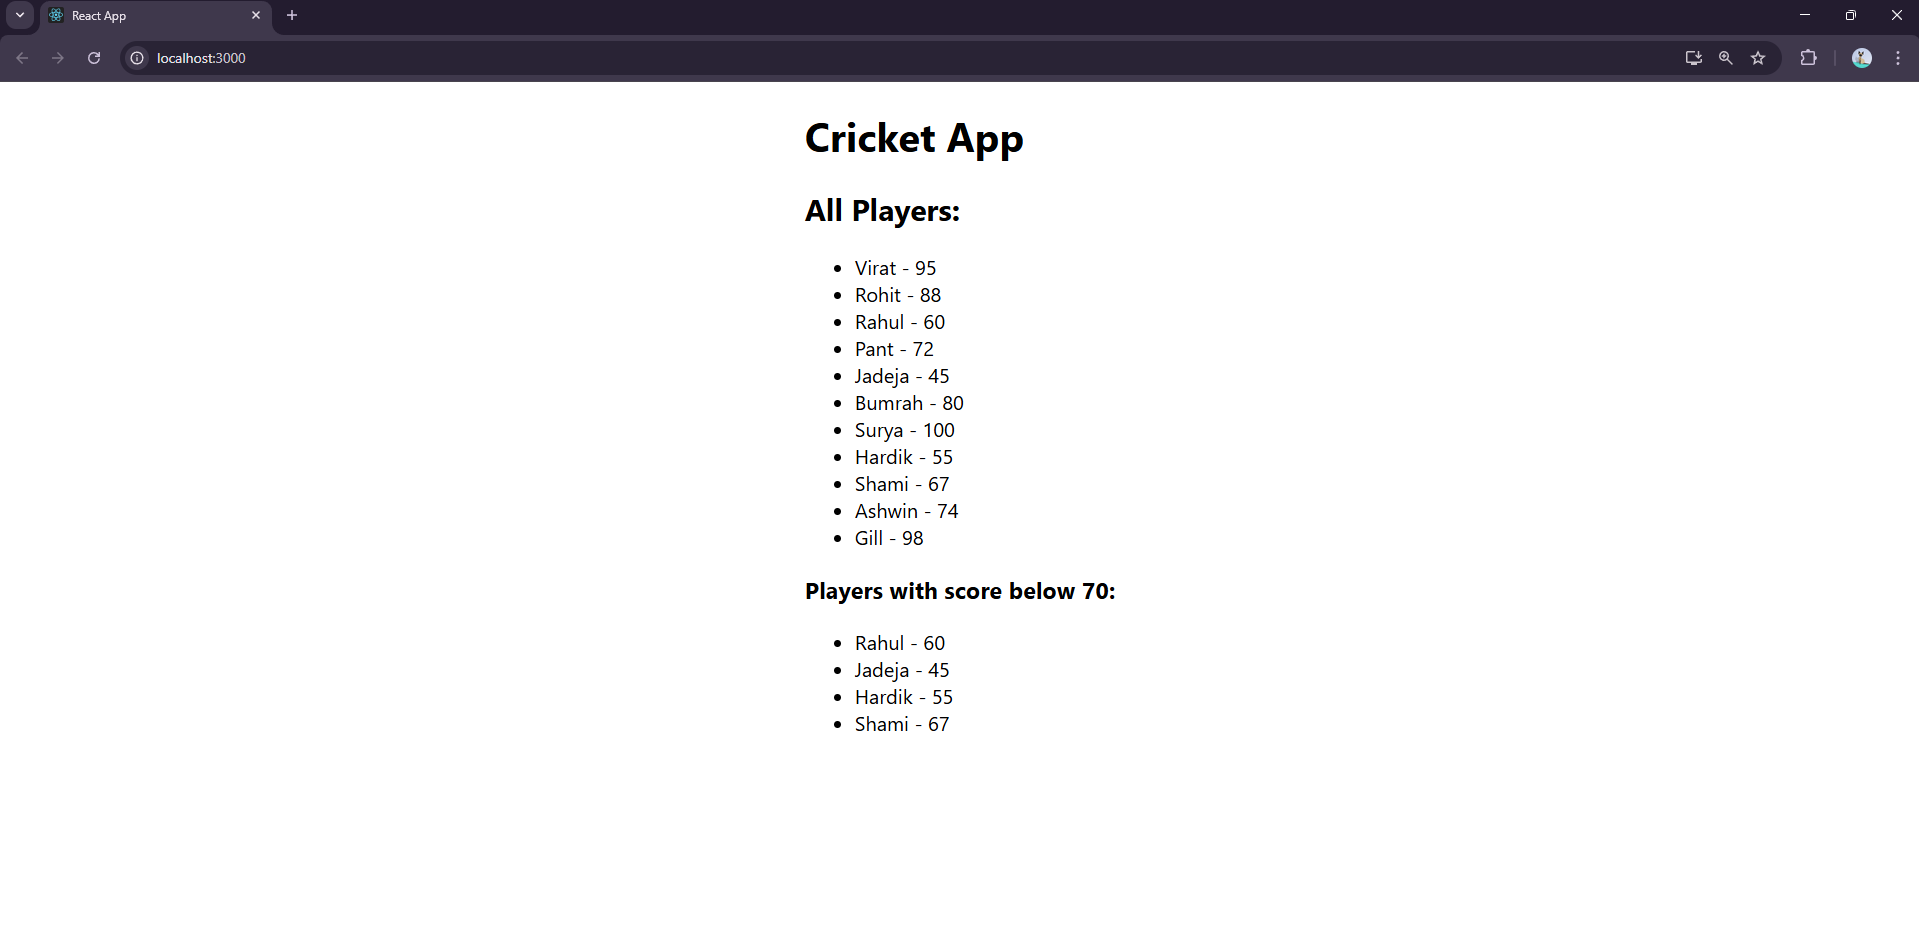 React App
localhost:3000
Cricket App
All Players:
Virat - 95
Rohit - 88
Rahul - 60
Pant - 72
Jadeja - 45
Bumrah - 80
Surya - 100
Hardik - 55
Shami - 67
Ashwin - 74
Gill - 98
Players with score below 70:
Rahul - 60
Jadeja - 45
Hardik - 55
Shami - 67